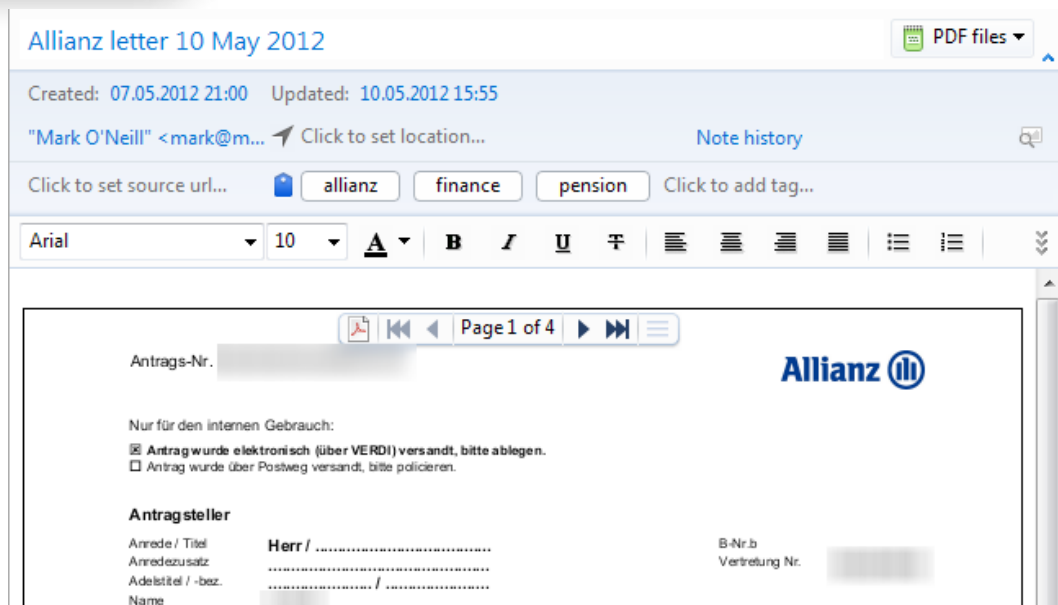 Allianz letter 10 May 2012
PDF files
Created: 07.05.2012 21:00 Updated: 10.05.2012 15:55
"Mark O'Neill" <mark@m... Click to set location... Note history
Click to set source url... allianz finance pension Click to add tag...
Arial 10 A B I U T
Page 1 of 4
Antrags-Nr.
Allianz
Nur für den internen Gebrauch:
☒ Antrag wurde elektronisch (über VERDI) versandt, bitte ablegen.
☐ Antrag wurde über Postweg versandt, bitte policieren.
Antragsteller
Anrede / Titel Herr / ....................................... B-Nr.b
Anredezusatz ................................................. Vertretung Nr.
Adelstitel / -bez. ....................... / .......................
Name